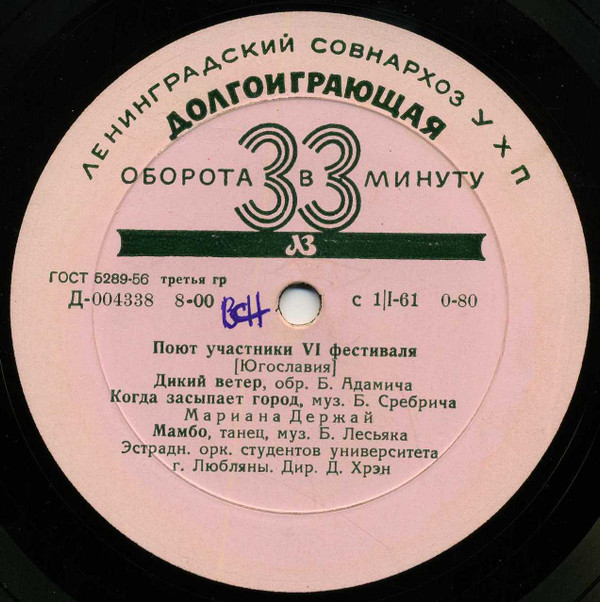 ЛЕНИНГРАДСКИЙ СОВНАРХОЗ УХП
ДОЛГОИГРАЮЩАЯ
ОБОРОТА 33 В МИНУТУ
ЛЗ
ГОСТ 5289-56 третья гр
Д-004338 8-00 ВСН с 1|I-61 0-80
Поют участники VI фестиваля
[Югославия]
Дикий ветер, обр. Б. Адамича
Когда засыпает город, муз. Б. Сребрича
Мариана Держай
Мамбо, танец, муз. Б. Лесьяка
Эстрадн. орк. студентов университета
г. Любляны. Дир. Д. Хрэн